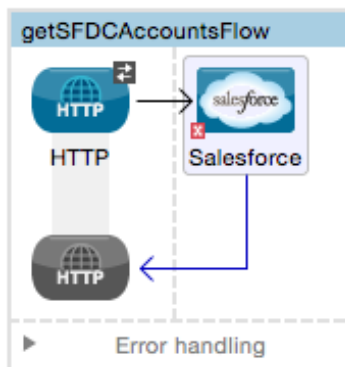 getSFDCAccountsFlow
HTTP
salesforce
HTTP
Salesforce
HTTP
Error handling